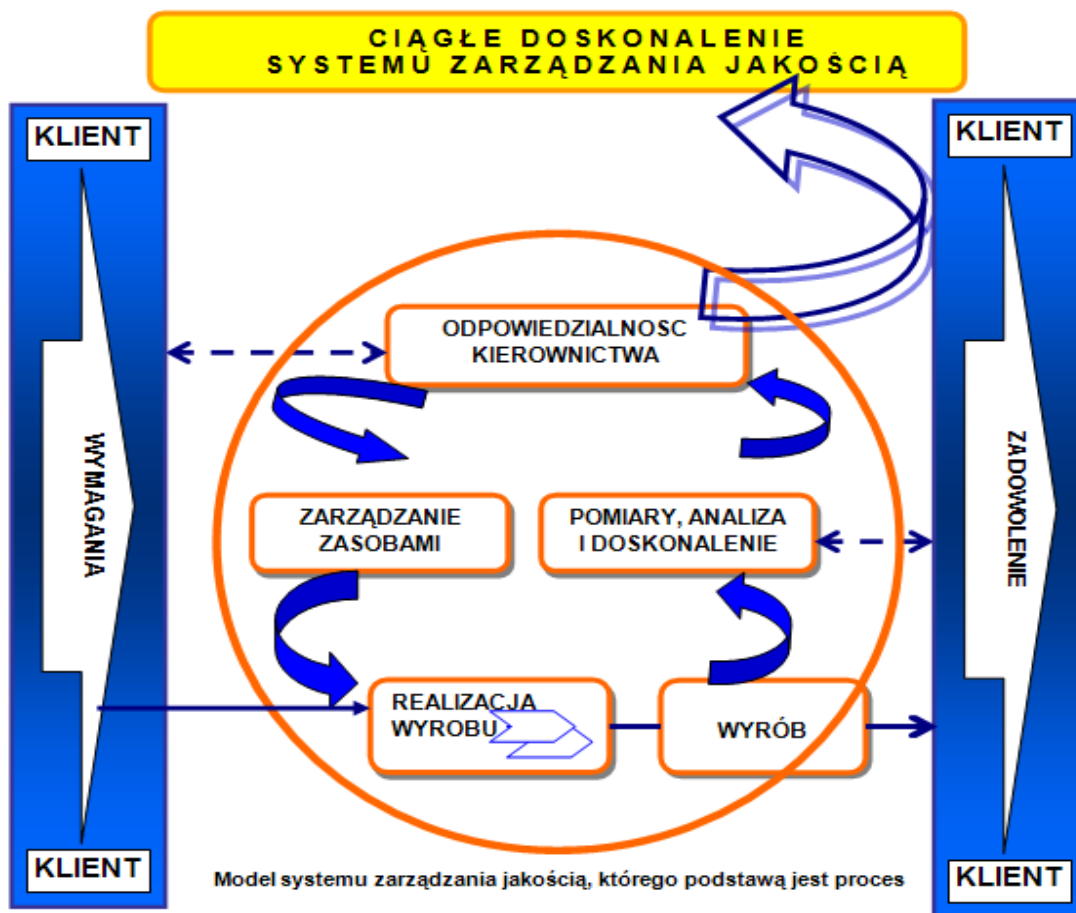 CIĄGŁE DOSKONALENIE
SYSTEMU ZARZĄDZANIA JAKOŚCIĄ
KLIENT
KLIENT
ODPOWIEDZIALNOSC
KIEROWNICTWA
WYMAGANIA
ZADOWOLENIE
ZARZĄDZANIE
ZASOBAMI
POMIARY, ANALIZA
I DOSKONALENIE
REALIZACJA
WYROBU
WYRÓB
KLIENT
KLIENT
Model systemu zarządzania jakością, którego podstawą jest proces